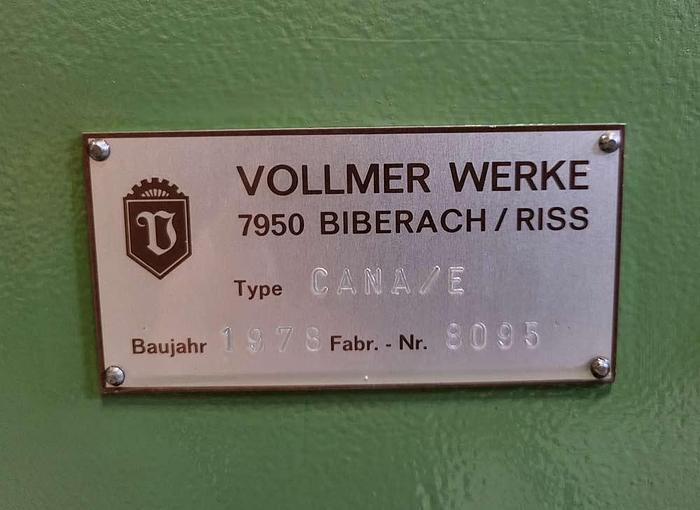 VOLLMER WERKE
7950 BIBERACH / RISS
V
Type CANA/E
Baujahr 1978 Fabr. - Nr. 8095